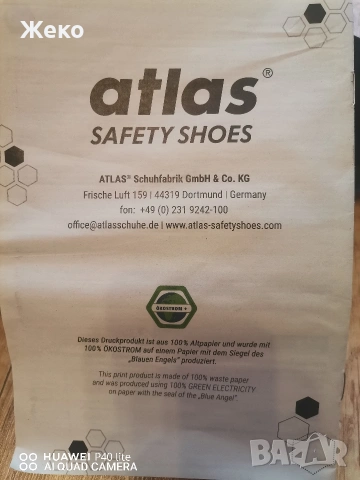 Жеко
atlas®
SAFETY SHOES
ATLAS® Schuhfabrik GmbH & Co. KG
Frische Luft 159 | 44319 Dortmund | Germany
fon: +49 (0) 231 9242-100
office@atlasschuhe.de | www.atlas-safetyshoes.com
ÖKOSTROM +
Dieses Druckprodukt ist aus 100% Altpapier und wurde mit
100% ÖKOSTROM auf einem Papier mit dem Siegel des
„Blauen Engels" produziert.
This print product is made of 100% waste paper
and was produced using 100% GREEN ELECTRICITY
on paper with the seal of the „Blue Angel".
HUAWEI P40 lite
AI QUAD CAMERA
BAZAR